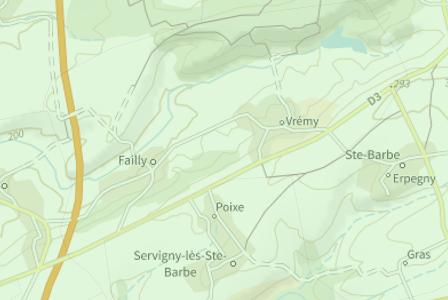 293
D3
Vrémy
200
Ste-Barbe
Failly
Erpegny
Poixe
Servigny-lès-Ste-
Barbe
Gras